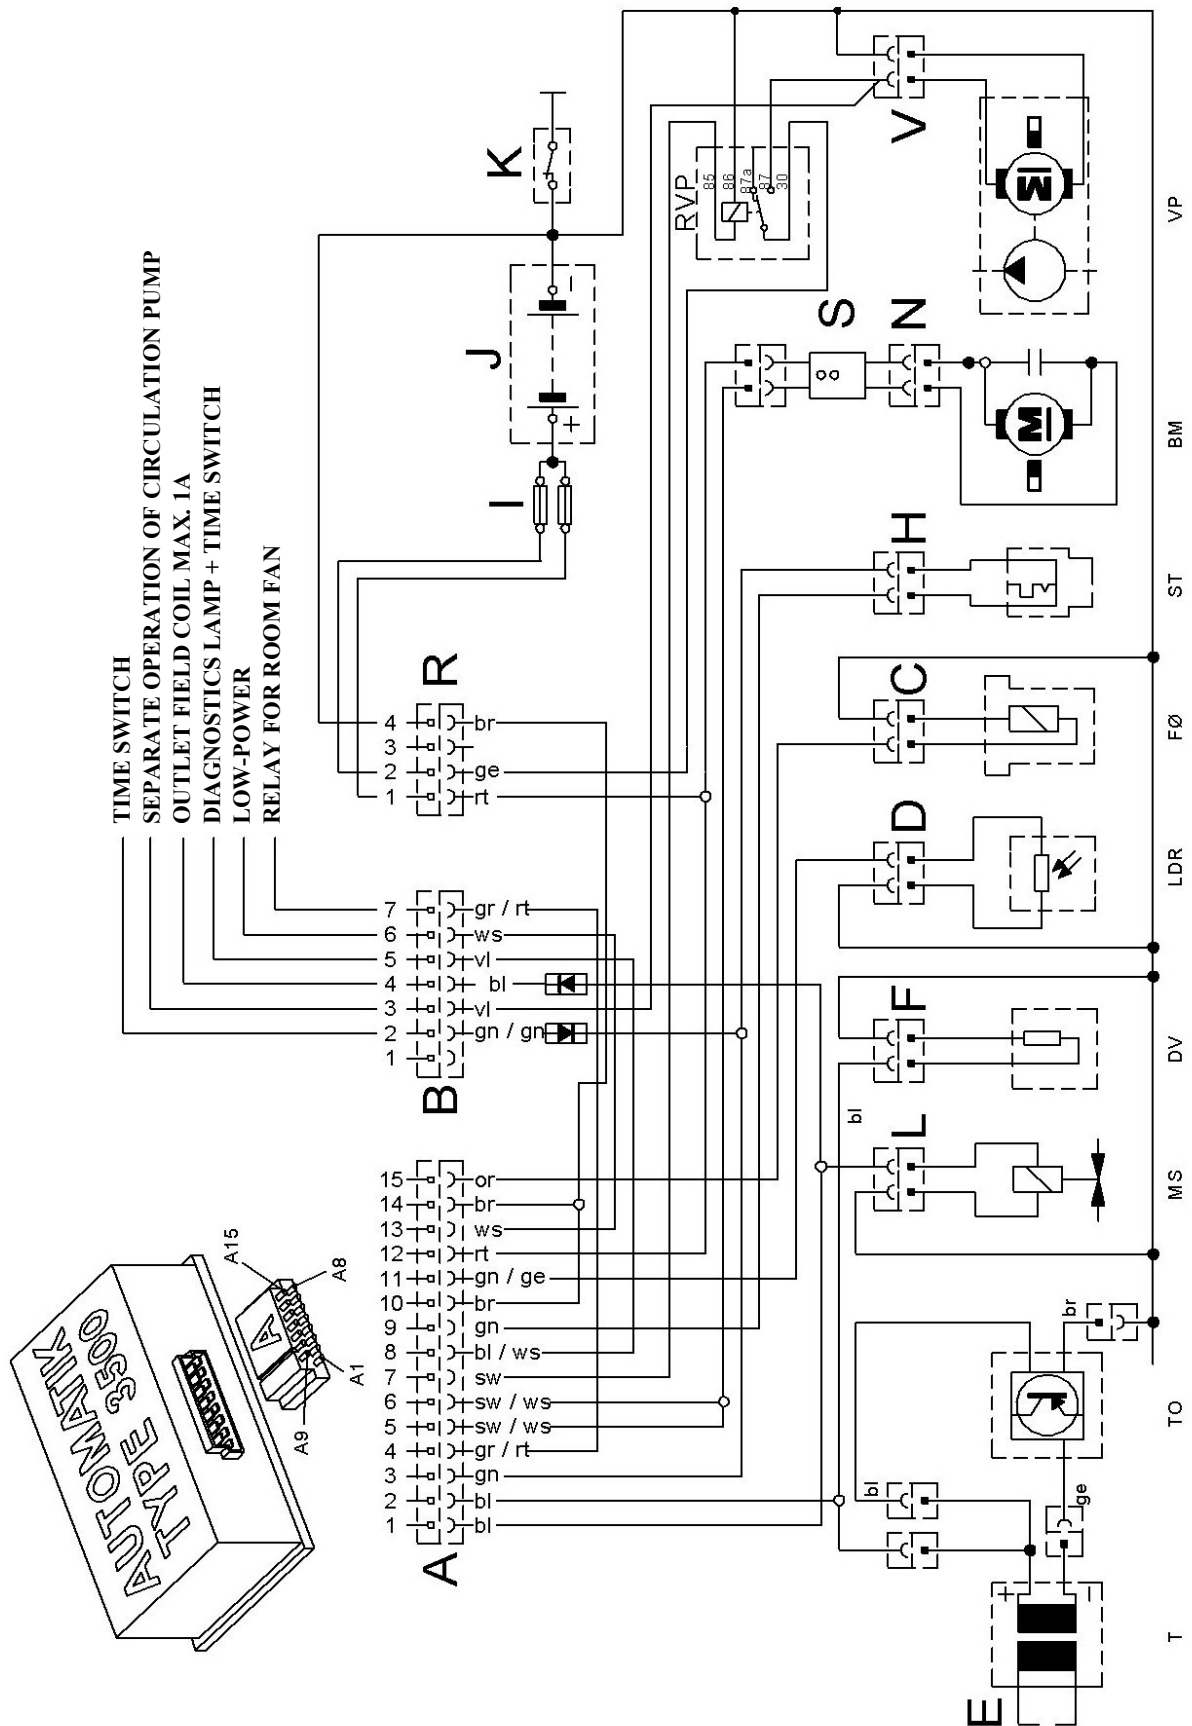 TIME SWITCH
SEPARATE OPERATION OF CIRCULATION PUMP
OUTLET FIELD COIL MAX. 1A
DIAGNOSTICS LAMP + TIME SWITCH
LOW-POWER
RELAY FOR ROOM FAN
AUTOMATIK
TYPE 3500
A
A15
A8
A1
A9
K
J
+
–
I
R
4 br
3
2 ge
1 rt
B
7 gr / rt
6 ws
5 vl
4 bl
3 vl
2 gn / gn
1
A
15 or
14 br
13 ws
12 rt
11 gn / ge
10 br
9 gn
8 bl / ws
7 sw
6 sw / ws
5 sw / ws
4 gr / rt
3 gn
2 bl
1 bl
RVP
85
86
87a
87
30
V
S
N
H
C
D
F
bl
L
br
bl
ge
E
+
–
M
M
VP
BM
ST
FØ
LDR
DV
MS
TO
T